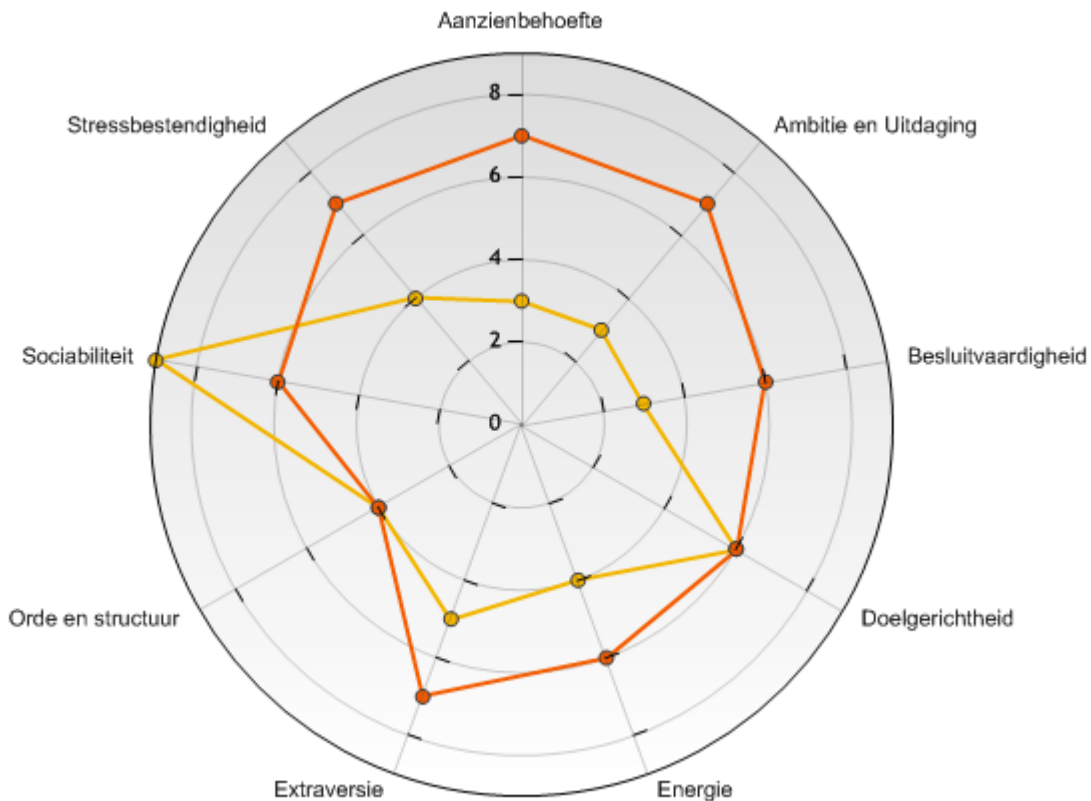 Aanzienbehoefte
8
Stressbestendigheid
Ambitie en Uitdaging
6
4
Sociabiliteit
Besluitvaardigheid
2
0
Orde en structuur
Doelgerichtheid
Extraversie
Energie